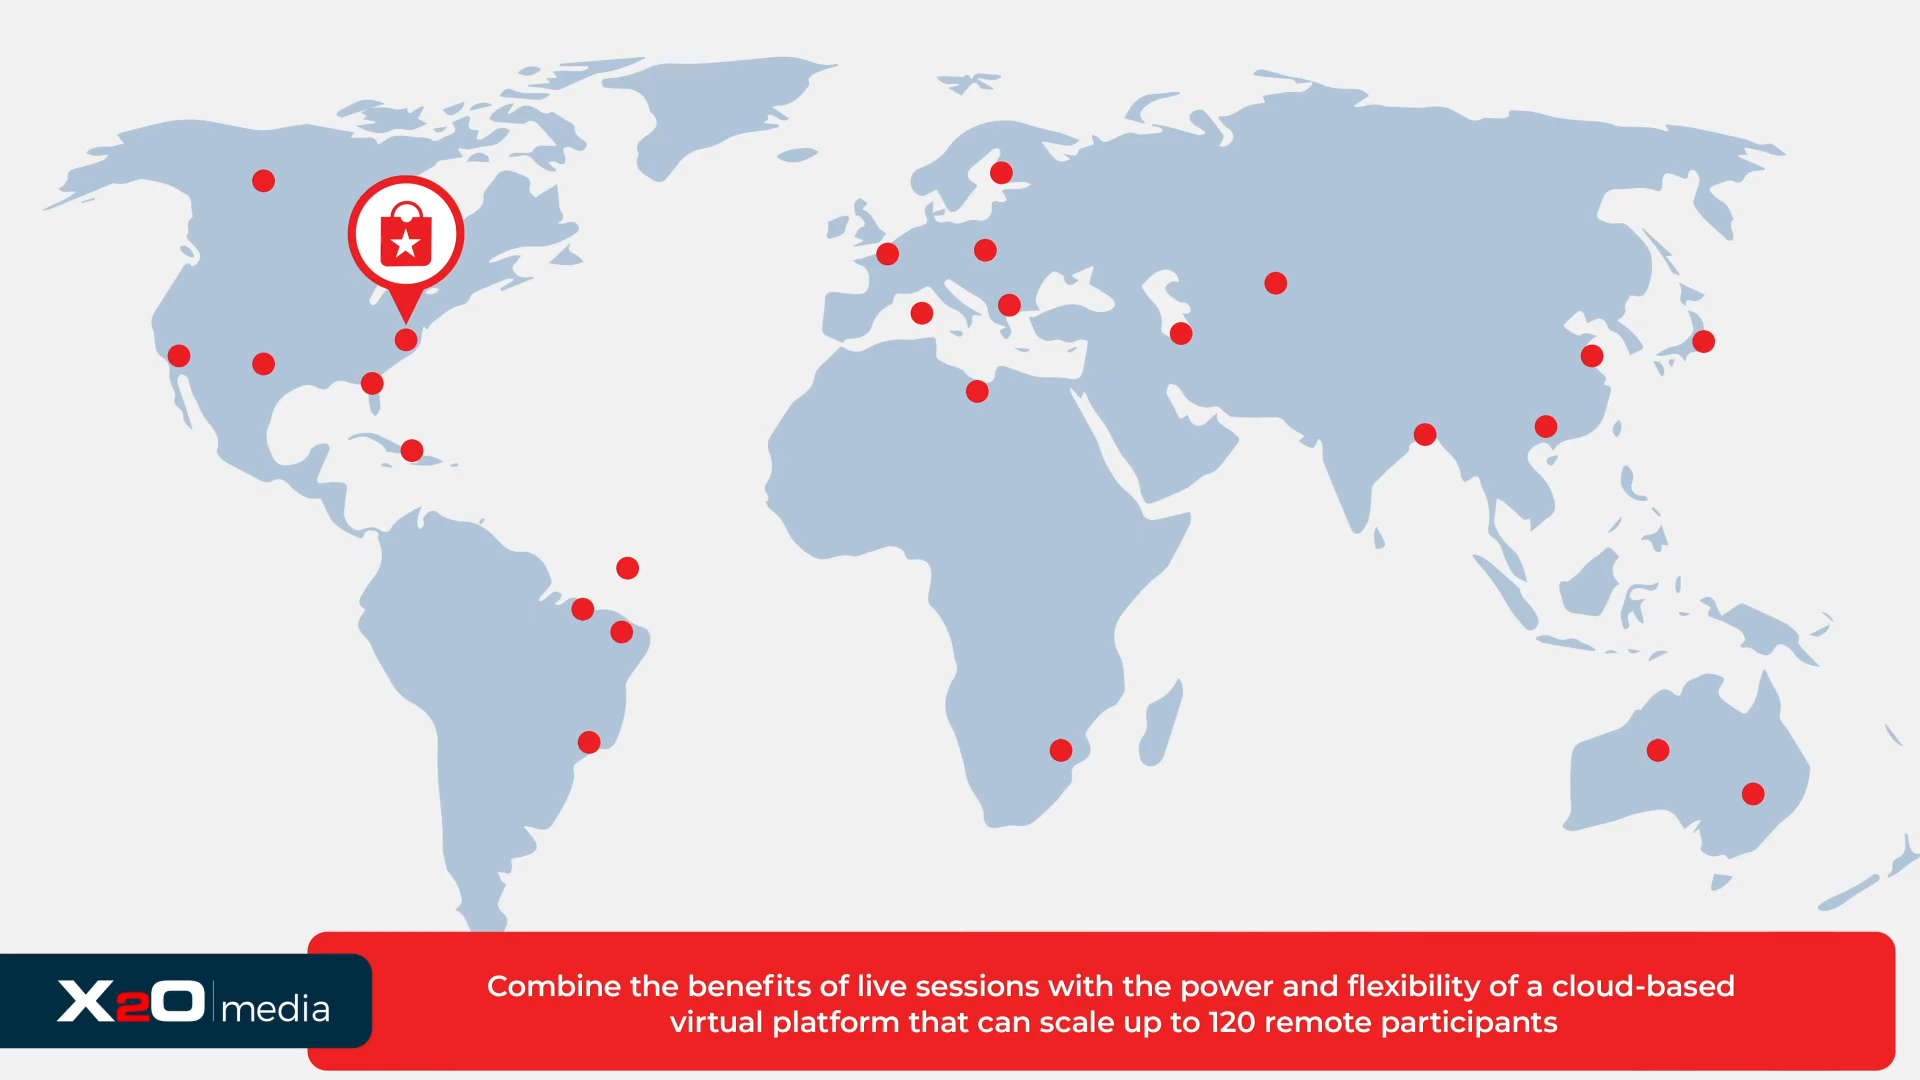 X2O media
Combine the benefits of live sessions with the power and flexibility of a cloud-based
virtual platform that can scale up to 120 remote participants